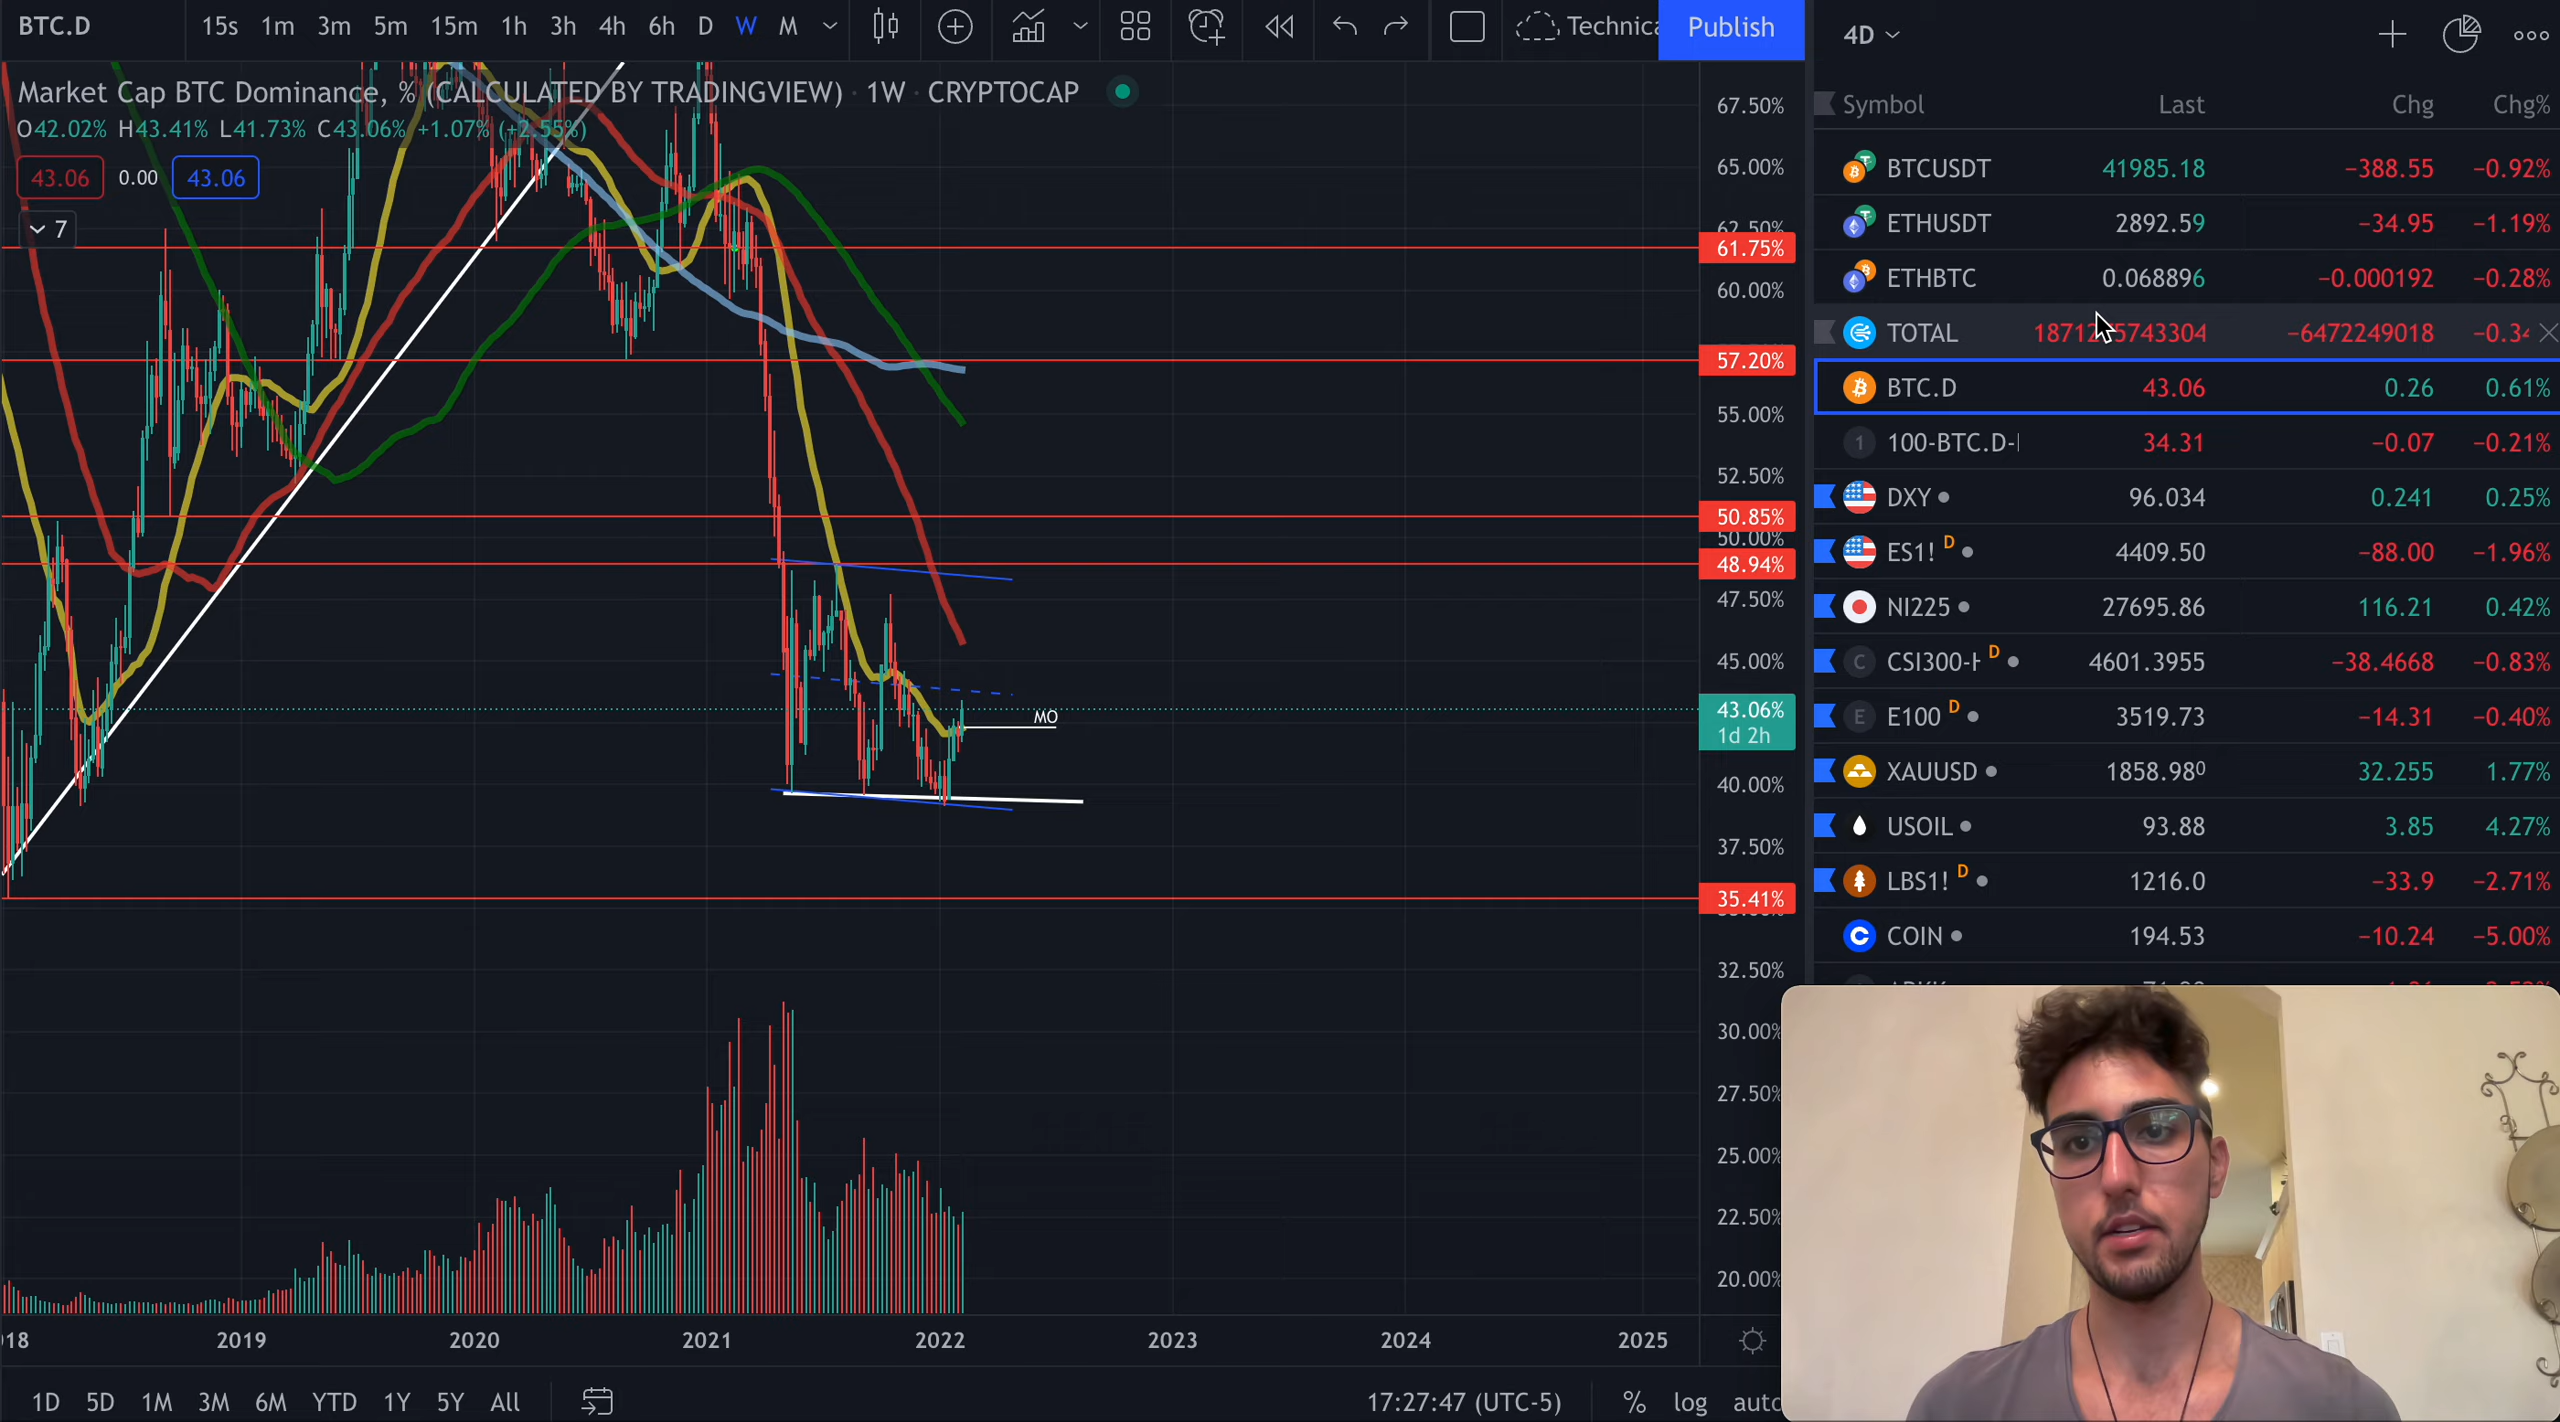 BTC.D 15s 1m 3m 5m 15m 1h 3h 4h 6h D W M Publish
4D
Market Cap BTC Dominance, % (CALCULATED BY TRADINGVIEW) · 1W · CRYPTOCAP
O42.02% H43.41% L41.73% C43.06% +1.07% (+2.55%)
43.06 0.00 43.06
7
67.50%
65.00%
62.50%
61.75%
60.00%
57.20%
55.00%
52.50%
50.85%
50.00%
48.94%
47.50%
45.00%
MO
43.06%
1d 2h
40.00%
37.50%
35.41%
32.50%
30.00%
27.50%
25.00%
22.50%
20.00%
2019 2020 2021 2022 2023 2024 2025
1D 5D 1M 3M 6M YTD 1Y 5Y All 17:27:47 (UTC-5) % log auto
Symbol Last Chg Chg%
BTCUSDT 41985.18 −388.55 −0.92%
ETHUSDT 2892.59 −34.95 −1.19%
ETHBTC 0.068896 −0.000192 −0.28%
TOTAL −6472249018
BTC.D 43.06 0.26 0.61%
1 100-BTC.D- 34.31 −0.07 −0.21%
DXY 96.034 0.241 0.25%
ES1! D 4409.50 −88.00 −1.96%
NI225 27695.86 116.21 0.42%
C CSI300-H D 4601.3955 −38.4668 −0.83%
E E100 D 3519.73 −14.31 −0.40%
XAUUSD 1858.980 32.255 1.77%
USOIL 93.88 3.85 4.27%
LBS1! D 1216.0 −33.9 −2.71%
COIN 194.53 −10.24 −5.00%